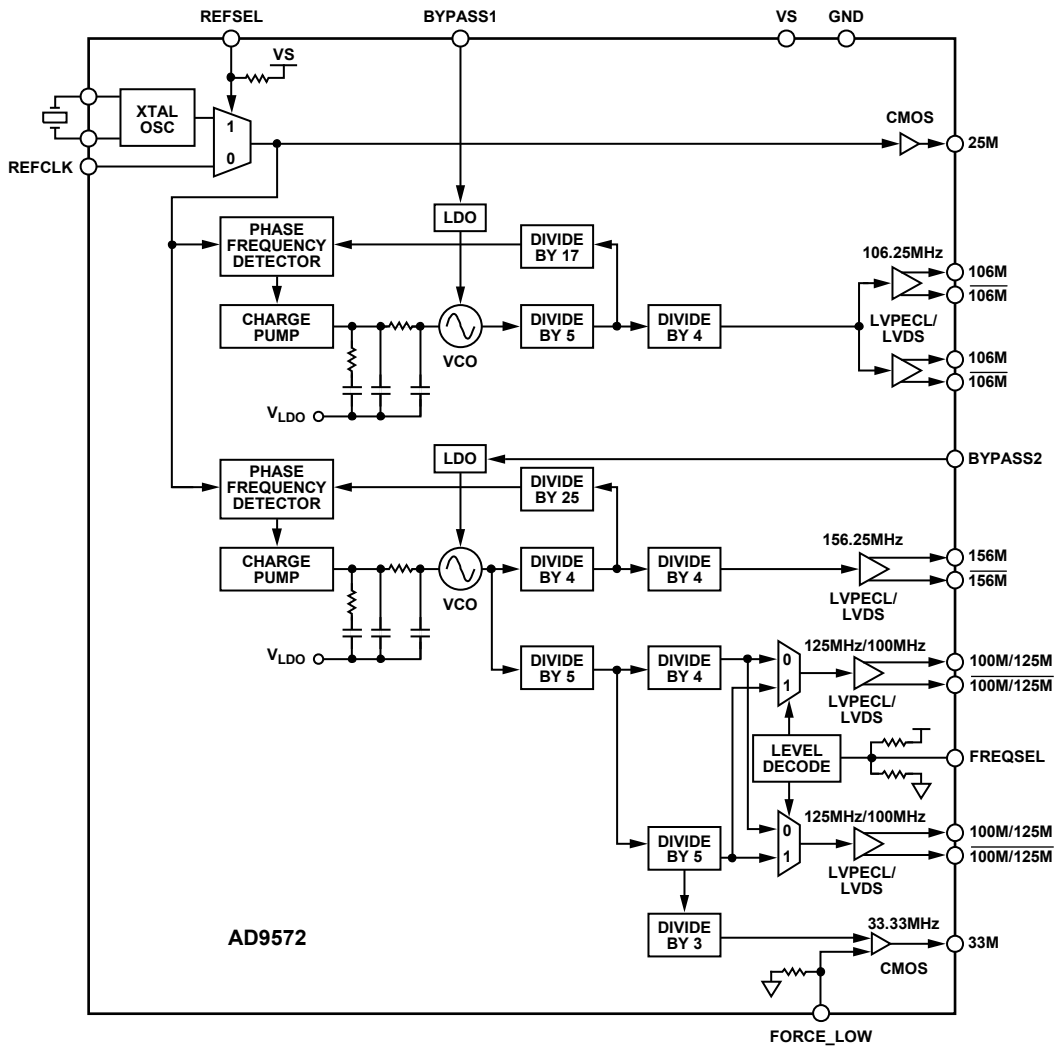 REFSEL
BYPASS1
VS
GND
VS
XTAL
OSC
1
0
REFCLK
CMOS
25M
LDO
PHASE
FREQUENCY
DETECTOR
DIVIDE
BY 17
106.25MHz
106M
106M
CHARGE
PUMP
VCO
DIVIDE
BY 5
DIVIDE
BY 4
LVPECL/
LVDS
106M
106M
VLDO
LDO
BYPASS2
PHASE
FREQUENCY
DETECTOR
DIVIDE
BY 25
156.25MHz
156M
156M
CHARGE
PUMP
VCO
DIVIDE
BY 4
DIVIDE
BY 4
LVPECL/
LVDS
VLDO
DIVIDE
BY 5
DIVIDE
BY 4
125MHz/100MHz
0
1
100M/125M
100M/125M
LVPECL/
LVDS
LEVEL
DECODE
FREQSEL
125MHz/100MHz
DIVIDE
BY 5
0
1
100M/125M
100M/125M
LVPECL/
LVDS
DIVIDE
BY 3
33.33MHz
33M
CMOS
AD9572
FORCE_LOW